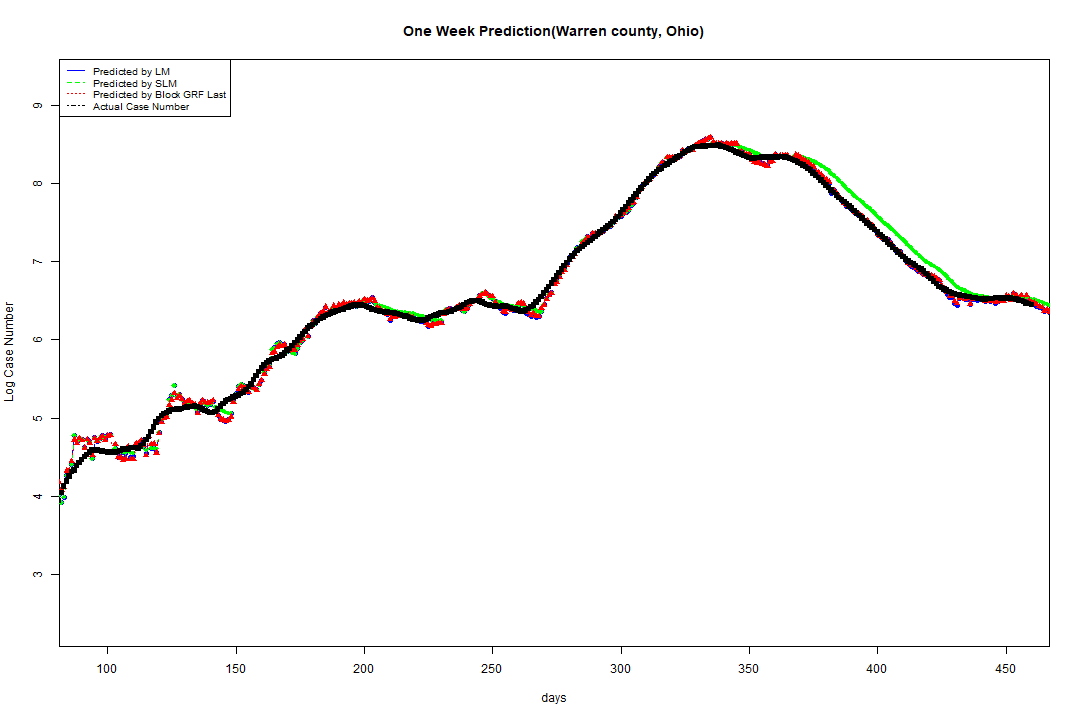 One Week Prediction(Warren county, Ohio)
Predicted by LM
Predicted by SLM
Predicted by Block GRF Last
Actual Case Number
Log Case Number
9
8
7
6
5
4
3
100 150 200 250 300 350 400 450
days